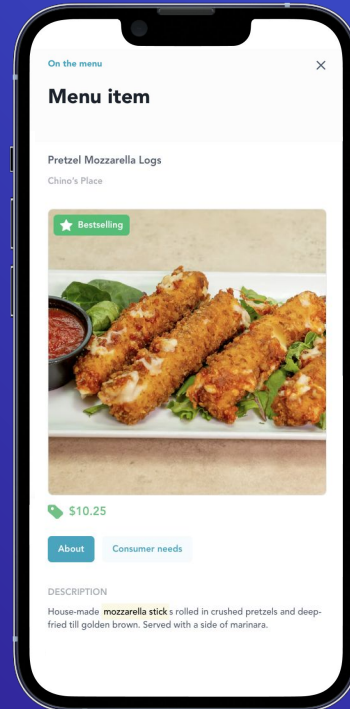 On the menu
Menu item
Pretzel Mozzarella Logs
Chino's Place
Bestselling
$10.25
About Consumer needs
DESCRIPTION
House-made mozzarella sticks rolled in crushed pretzels and deep-
fried till golden brown. Served with a side of marinara.